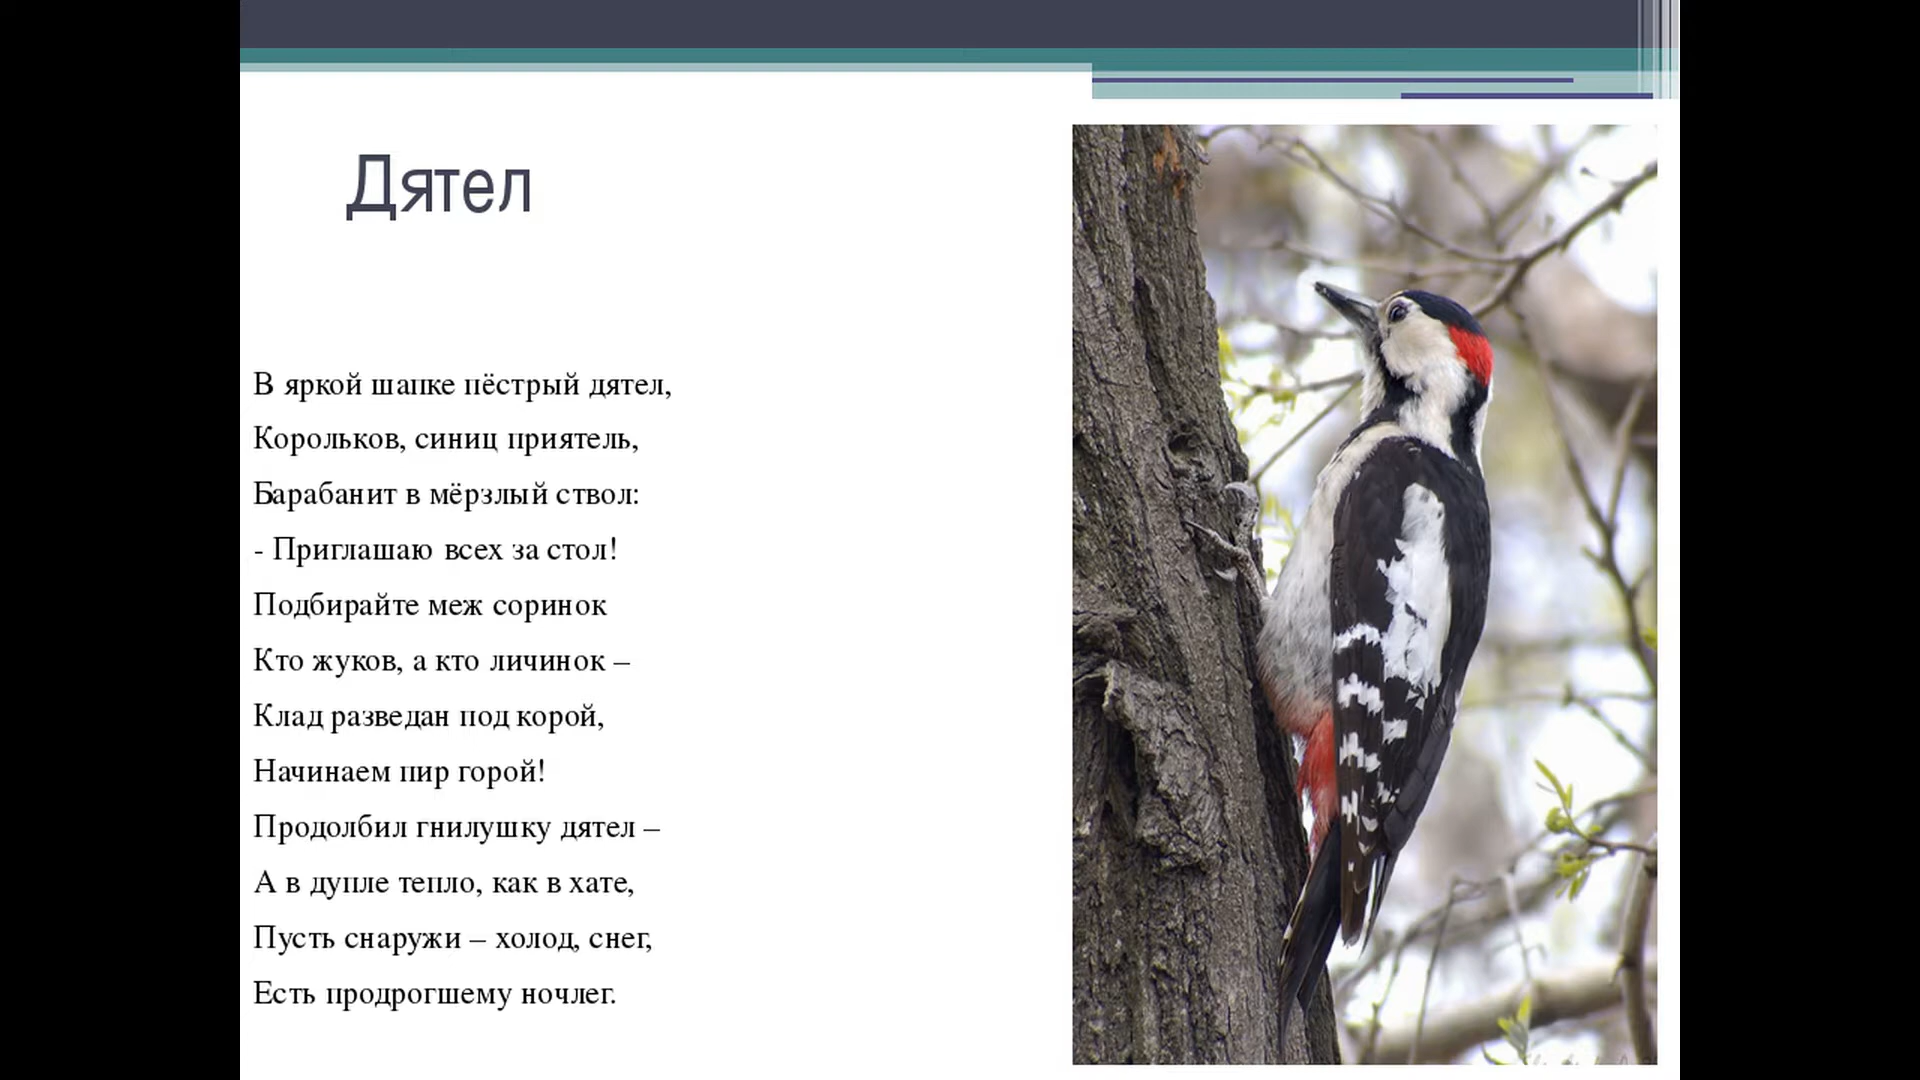 Дятел
В яркой шапке пёстрый дятел,
Корольков, синиц приятель,
Барабанит в мёрзлый ствол:
- Приглашаю всех за стол!
Подбирайте меж соринок
Кто жуков, а кто личинок –
Клад разведан под корой,
Начинаем пир горой!
Продолбил гнилушку дятел –
А в дупле тепло, как в хате,
Пусть снаружи – холод, снег,
Есть продрогшему ночлег.